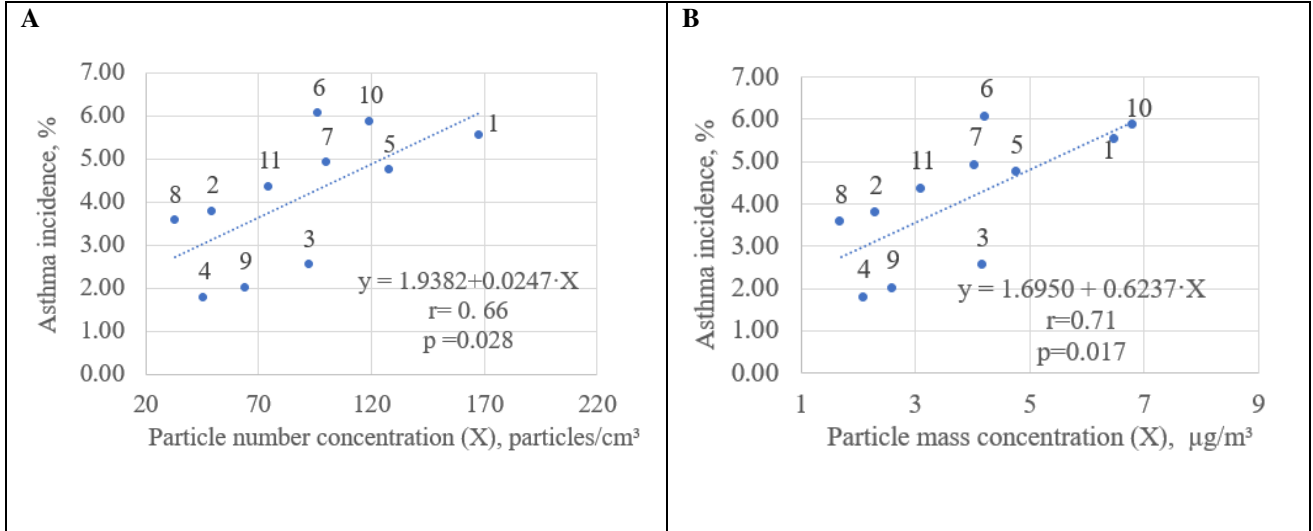 A
7.00
6.00
5.00
4.00
3.00
2.00
1.00
0.00
20 70 120 170 220
Asthma incidence, %
Particle number concentration (X), particles/cm³
6
10
1
7
5
11
8
2
3
4
9
y = 1.9382+0.0247·X
r= 0. 66
p =0.028
B
7.00
6.00
5.00
4.00
3.00
2.00
1.00
0.00
1 3 5 7 9
Asthma incidence, %
Particle mass concentration (X), μg/m³
6
10
7
5
1
11
8
2
3
4
9
y = 1.6950 + 0.6237·X
r=0.71
p=0.017